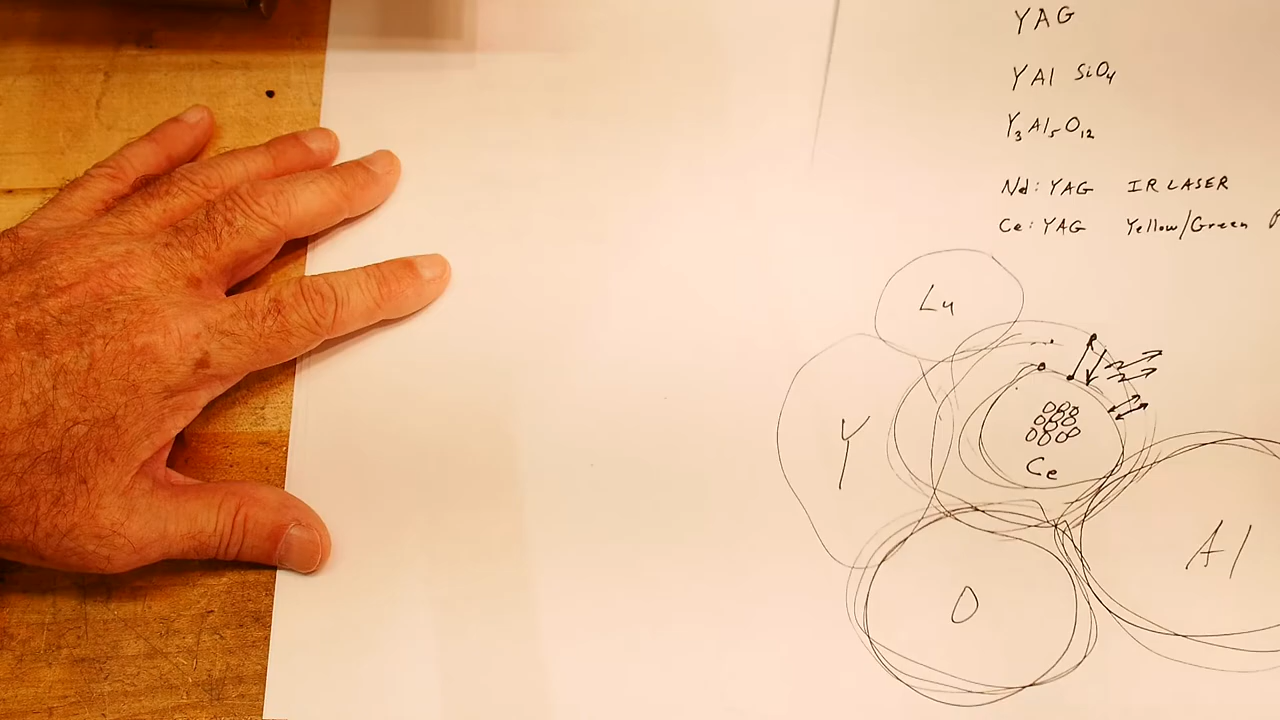 YAG
YAl SiO4
Y3Al5O12
Nd: YAG IR LASER
Ce: YAG Yellow/Green
Lu
Y
Ce
Al
O